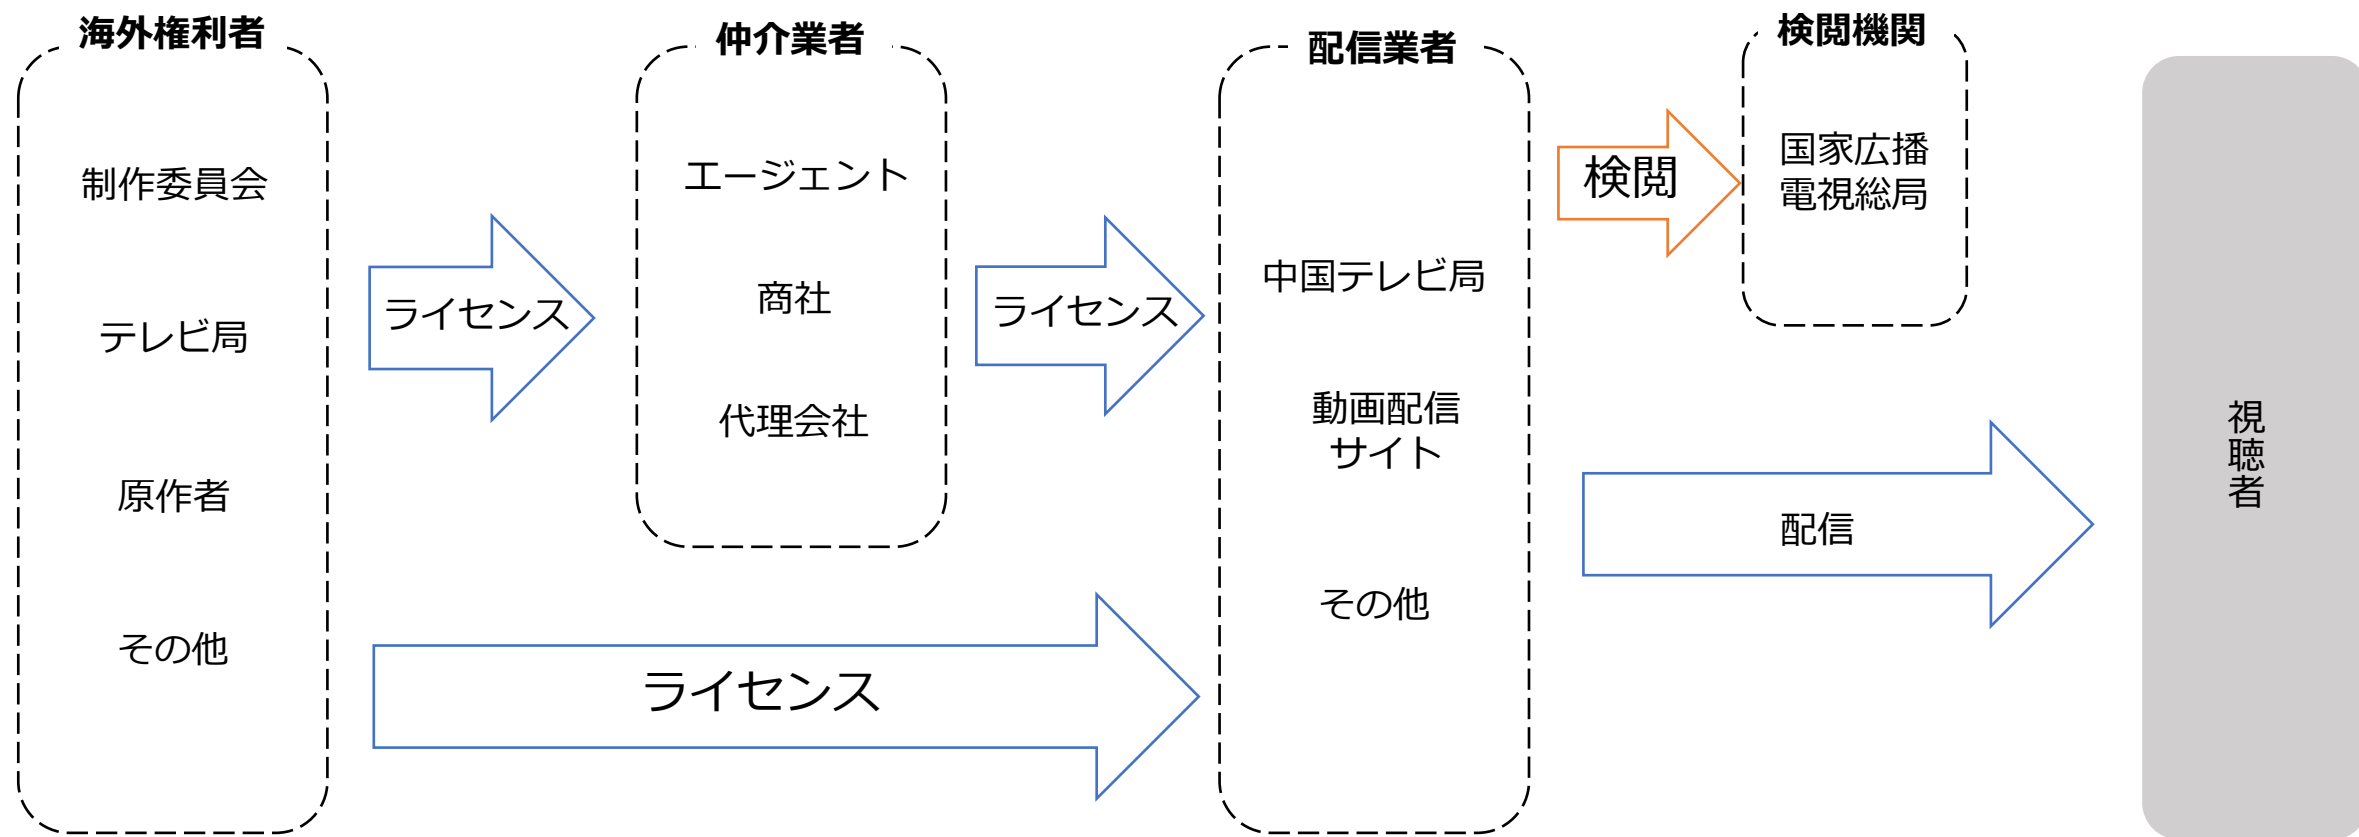 海外権利者
制作委員会
テレビ局
原作者
その他
ライセンス
仲介業者
エージェント
商社
代理会社
ライセンス
ライセンス
配信業者
中国テレビ局
動画配信
サイト
その他
検閲
検閲機関
国家広播
電視総局
配信
視聴者